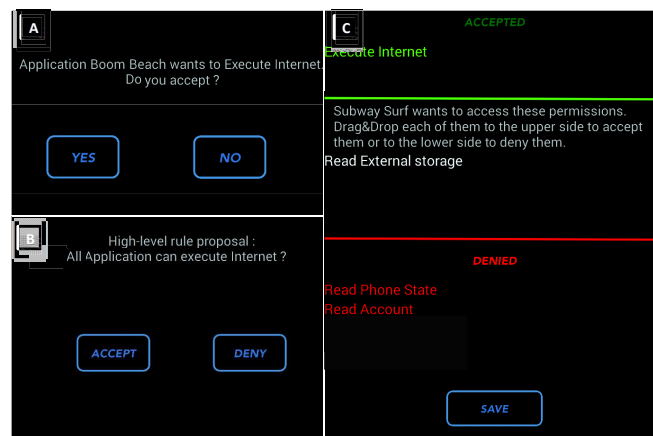 A
Application Boom Beach wants to Execute Internet.
Do you accept ?
YES
NO
B
High-level rule proposal :
All Application can execute Internet ?
ACCEPT
DENY
C
ACCEPTED
Execute Internet
Subway Surf wants to access these permissions.
Drag&Drop each of them to the upper side to accept
them or to the lower side to deny them.
Read External storage
DENIED
Read Phone State
Read Account
SAVE